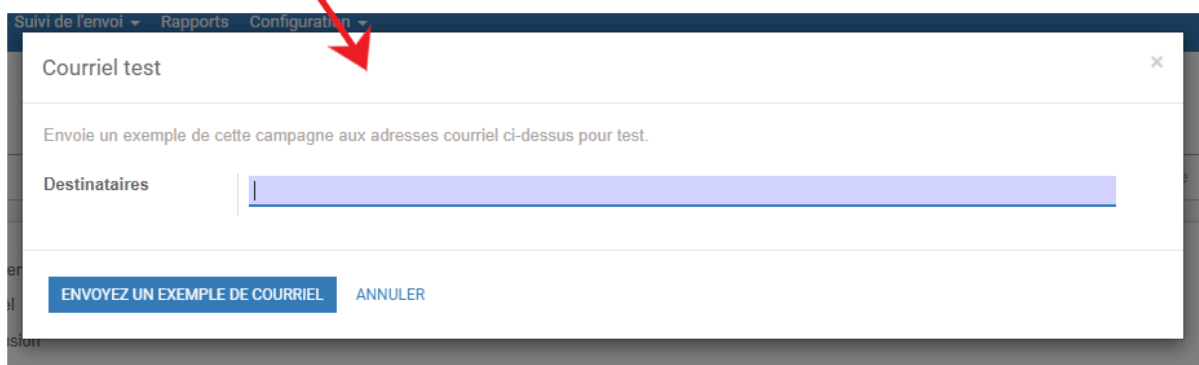 Suivi de l'envoi Rapports Configuration
Courriel test
×
Envoie un exemple de cette campagne aux adresses courriel ci-dessus pour test.
Destinataires
ENVOYEZ UN EXEMPLE DE COURRIEL ANNULER